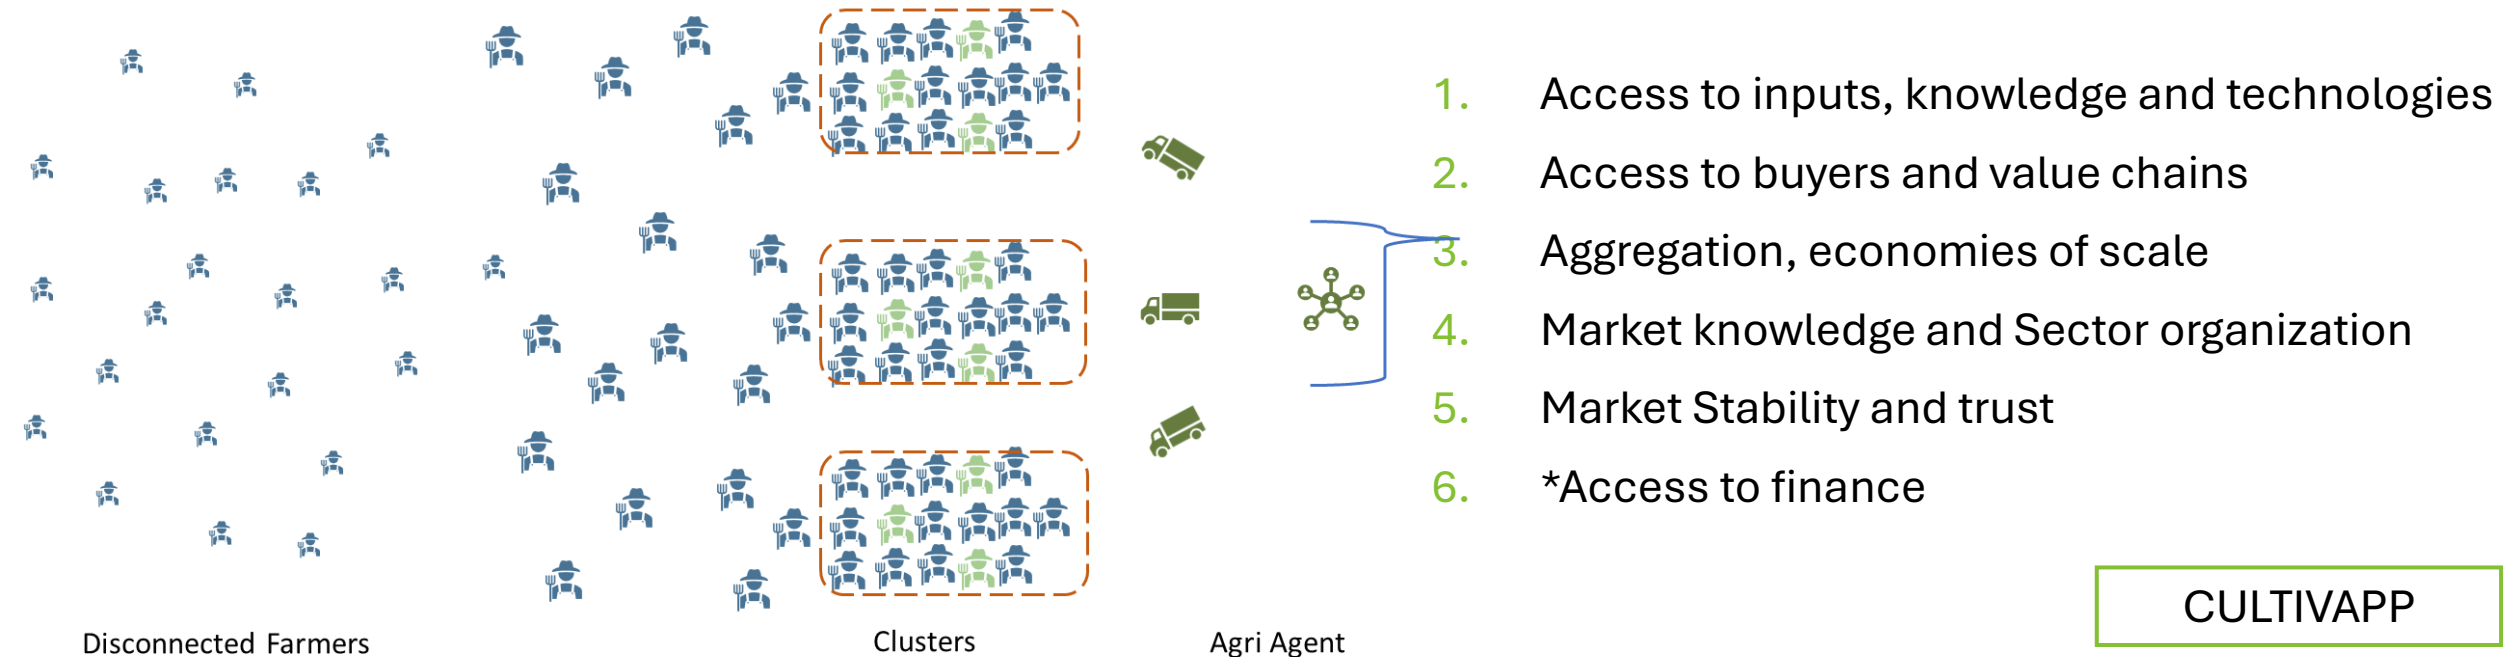 1. Access to inputs, knowledge and technologies
2. Access to buyers and value chains
3. Aggregation, economies of scale
4. Market knowledge and Sector organization
5. Market Stability and trust
6. *Access to finance
CULTIVAPP
Disconnected Farmers
Clusters
Agri Agent